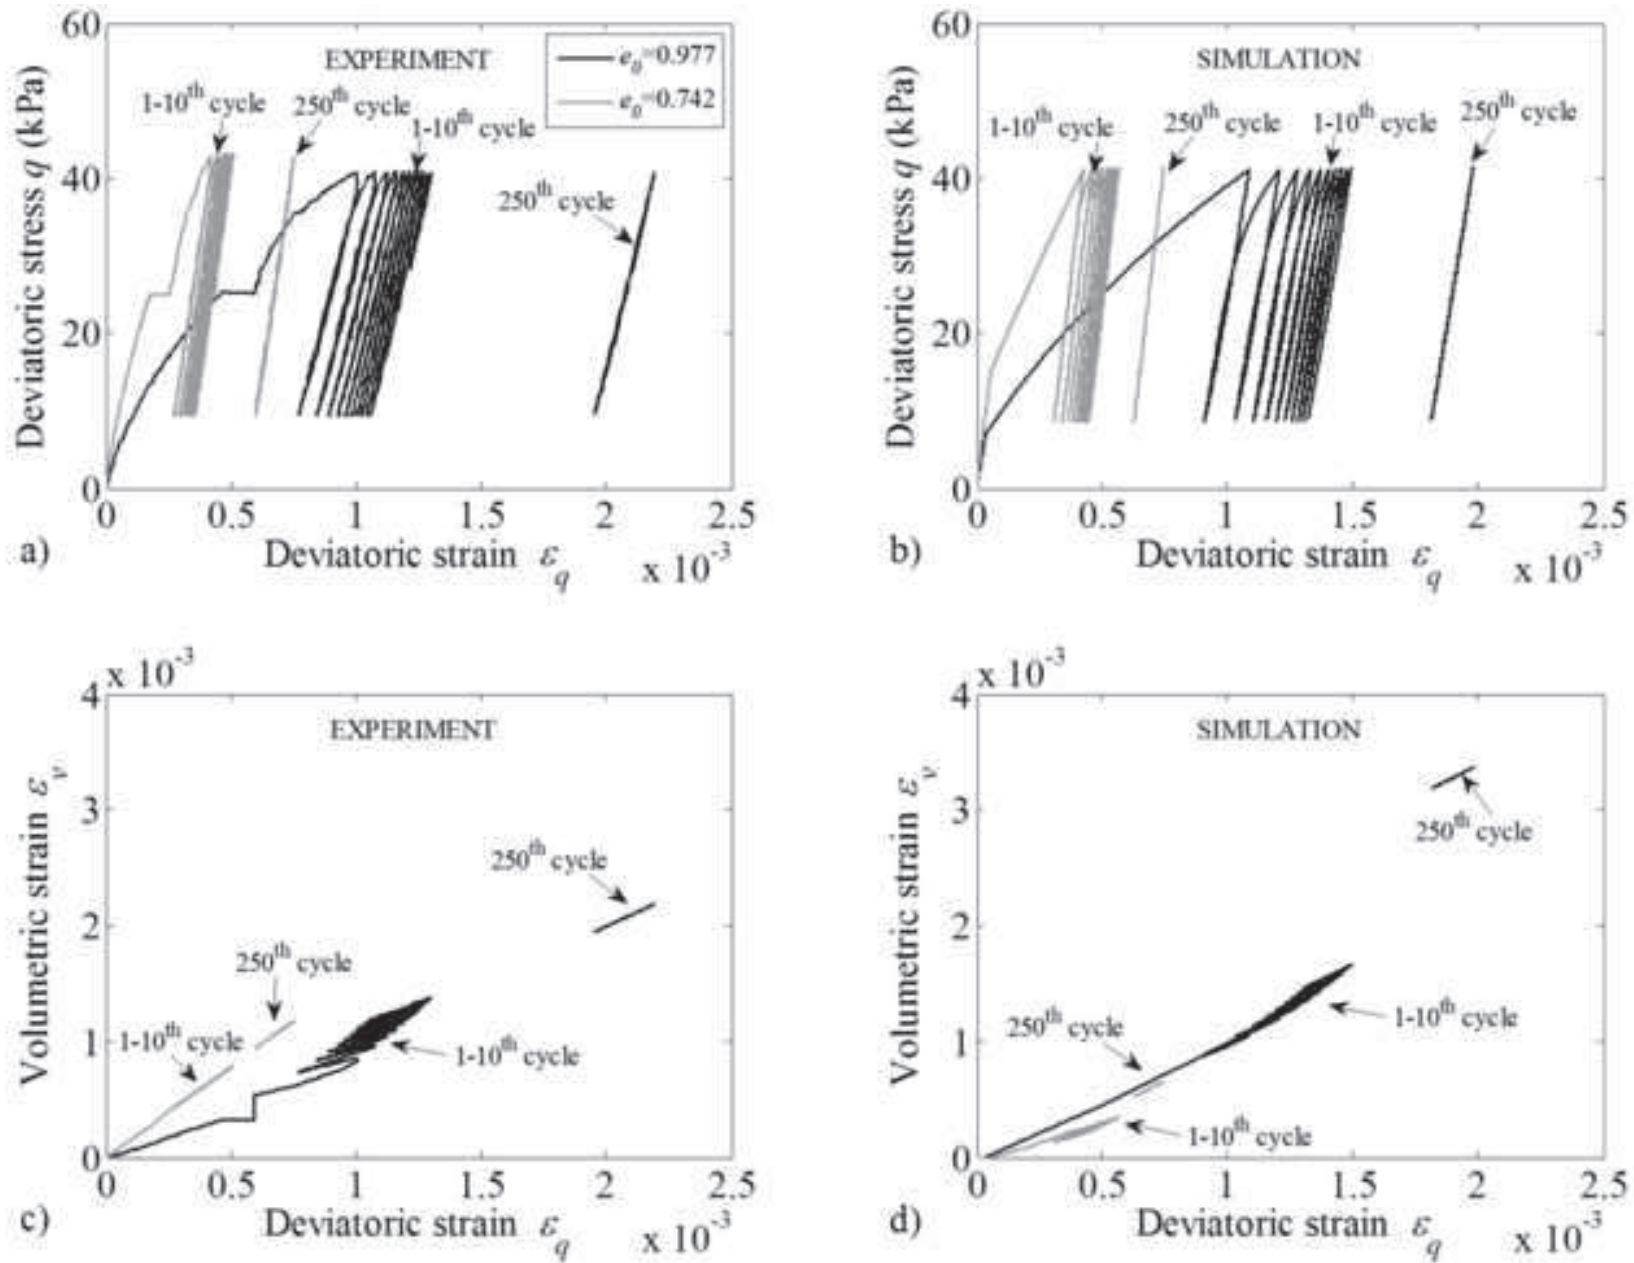 60
40
20
0
Deviatoric stress q (kPa)
EXPERIMENT
e₀=0.977
e₀=0.742
1-10th cycle
250th cycle
1-10th cycle
250th cycle
0 0.5 1 1.5 2 2.5
a)
Deviatoric strain εq
x 10-3
60
40
20
0
Deviatoric stress q (kPa)
SIMULATION
1-10th cycle
250th cycle
1-10th cycle
250th cycle
0 0.5 1 1.5 2 2.5
b)
Deviatoric strain εq
x 10-3
x 10-3
4
3
2
1
0
Volumetric strain εv
EXPERIMENT
250th cycle
250th cycle
1-10th cycle
1-10th cycle
0 0.5 1 1.5 2 2.5
c)
Deviatoric strain εq
x 10-3
x 10-3
4
3
2
1
0
Volumetric strain εv
SIMULATION
250th cycle
250th cycle
1-10th cycle
1-10th cycle
0 0.5 1 1.5 2 2.5
d)
Deviatoric strain εq
x 10-3